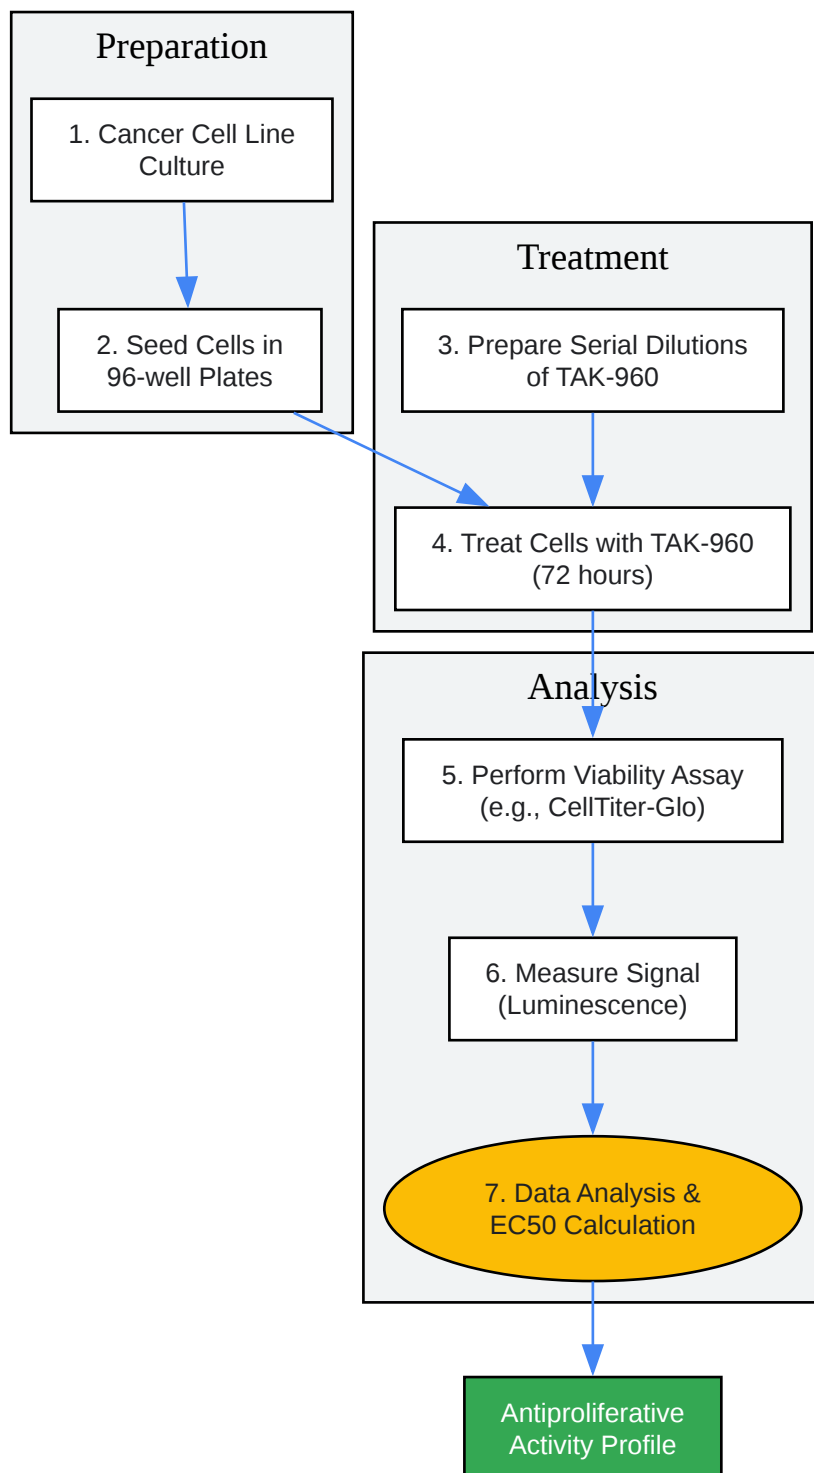 Preparation
1. Cancer Cell Line
Culture
2. Seed Cells in
96-well Plates
Treatment
3. Prepare Serial Dilutions
of TAK-960
4. Treat Cells with TAK-960
(72 hours)
Analysis
5. Perform Viability Assay
(e.g., CellTiter-Glo)
6. Measure Signal
(Luminescence)
7. Data Analysis &
EC50 Calculation
Antiproliferative
Activity Profile